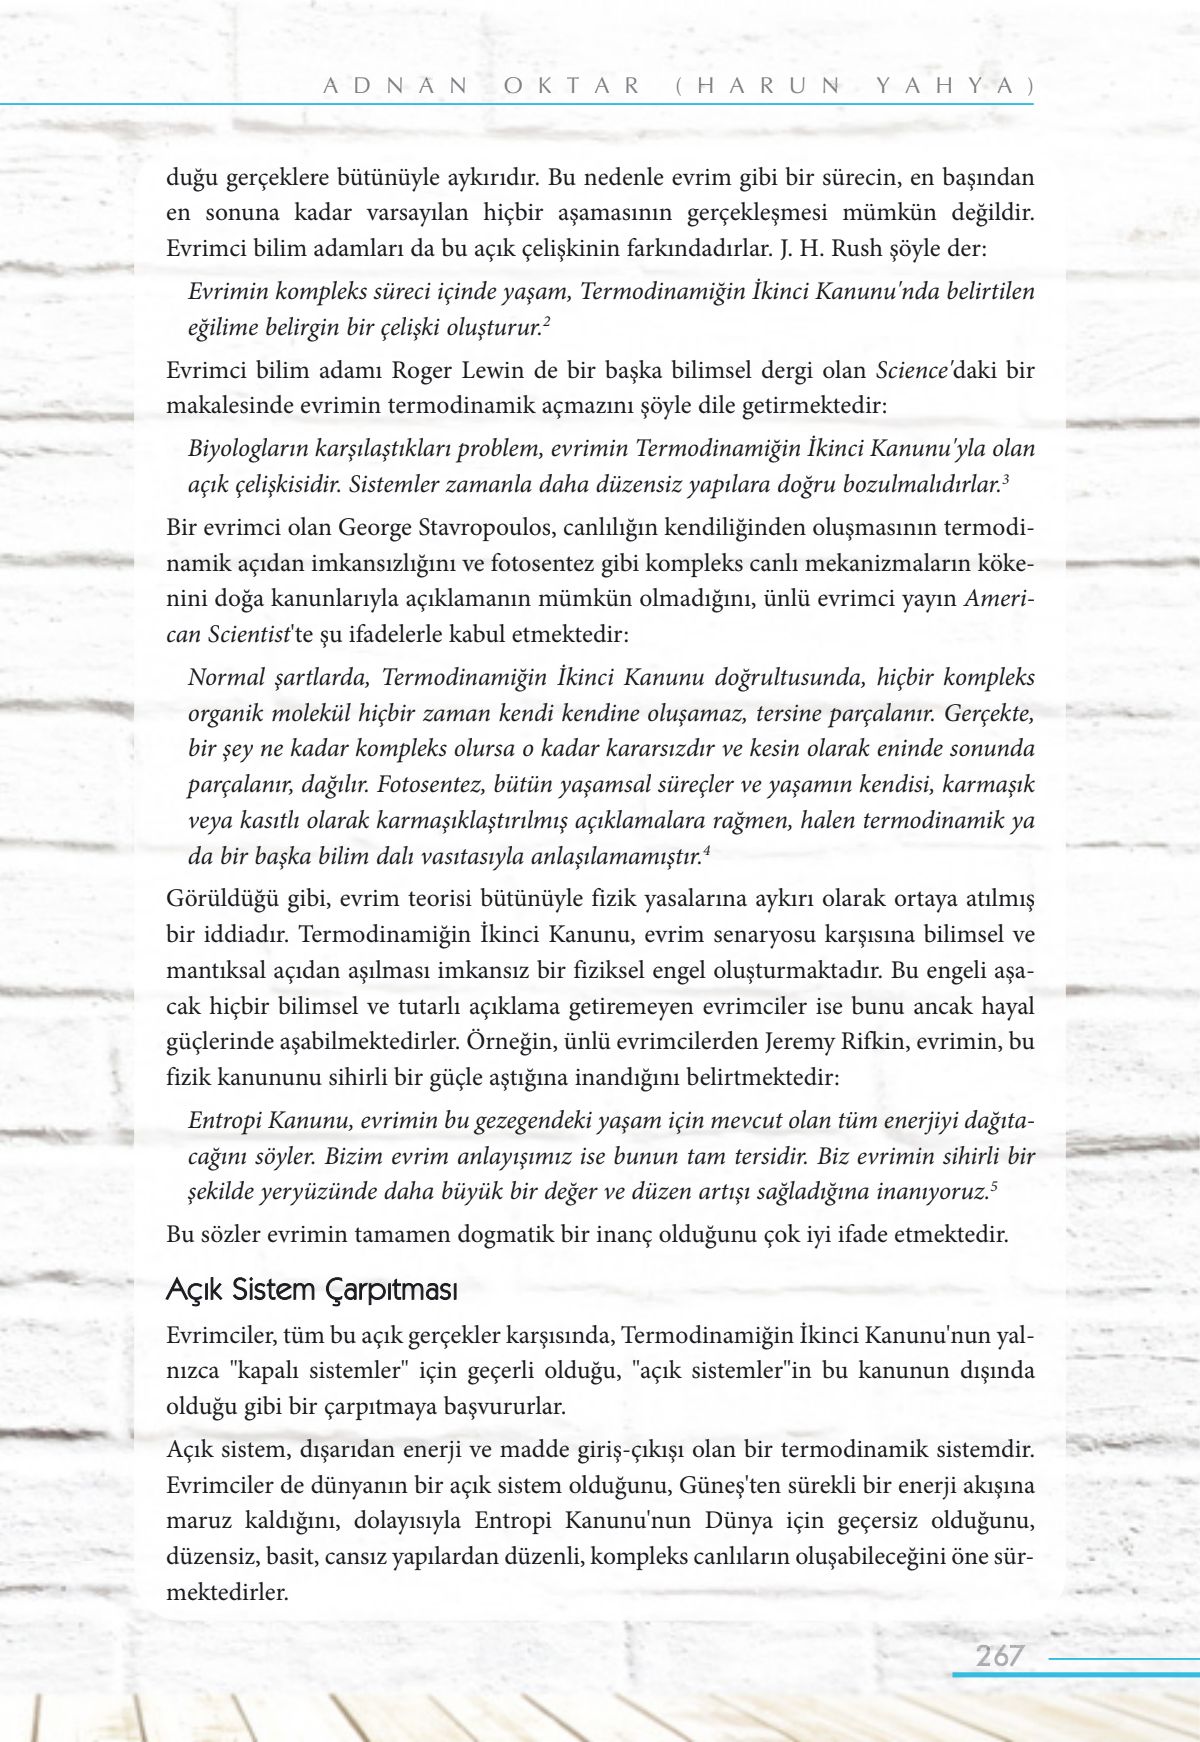 ADNAN OKTAR (HARUN YAHYA)
duğu gerçeklere bütünüyle aykırıdır. Bu nedenle evrim gibi bir sürecin, en başından
en sonuna kadar varsayılan hiçbir aşamasının gerçekleşmesi mümkün değildir.
Evrimci bilim adamları da bu açık çelişkinin farkındadırlar. J. H. Rush şöyle der:
Evrimin kompleks süreci içinde yaşam, Termodinamiğin İkinci Kanunu'nda belirtilen
eğilime belirgin bir çelişki oluşturur.2
Evrimci bilim adamı Roger Lewin de bir başka bilimsel dergi olan Science'daki bir
makalesinde evrimin termodinamik açmazını şöyle dile getirmektedir:
Biyologların karşılaştıkları problem, evrimin Termodinamiğin İkinci Kanunu'yla olan
açık çelişkisidir. Sistemler zamanla daha düzensiz yapılara doğru bozulmalıdırlar.3
Bir evrimci olan George Stavropoulos, canlılığın kendiliğinden oluşmasının termodi-
namik açıdan imkansızlığını ve fotosentez gibi kompleks canlı mekanizmaların köke-
nini doğa kanunlarıyla açıklamanın mümkün olmadığını, ünlü evrimci yayın Ameri-
can Scientist'te şu ifadelerle kabul etmektedir:
Normal şartlarda, Termodinamiğin İkinci Kanunu doğrultusunda, hiçbir kompleks
organik molekül hiçbir zaman kendi kendine oluşamaz, tersine parçalanır. Gerçekte,
bir şey ne kadar kompleks olursa o kadar kararsızdır ve kesin olarak eninde sonunda
parçalanır, dağılır. Fotosentez, bütün yaşamsal süreçler ve yaşamın kendisi, karmaşık
veya kasıtlı olarak karmaşıklaştırılmış açıklamalara rağmen, halen termodinamik ya
da bir başka bilim dalı vasıtasıyla anlaşılamamıştır.4
Görüldüğü gibi, evrim teorisi bütünüyle fizik yasalarına aykırı olarak ortaya atılmış
bir iddiadır. Termodinamiğin İkinci Kanunu, evrim senaryosu karşısına bilimsel ve
mantıksal açıdan aşılması imkansız bir fiziksel engel oluşturmaktadır. Bu engeli aşa-
cak hiçbir bilimsel ve tutarlı açıklama getiremeyen evrimciler ise bunu ancak hayal
güçlerinde aşabilmektedirler. Örneğin, ünlü evrimcilerden Jeremy Rifkin, evrimin, bu
fizik kanununu sihirli bir güçle aştığına inandığını belirtmektedir:
Entropi Kanunu, evrimin bu gezegendeki yaşam için mevcut olan tüm enerjiyi dağıta-
cağını söyler. Bizim evrim anlayışımız ise bunun tam tersidir. Biz evrimin sihirli bir
şekilde yeryüzünde daha büyük bir değer ve düzen artışı sağladığına inanıyoruz.5
Bu sözler evrimin tamamen dogmatik bir inanç olduğunu çok iyi ifade etmektedir.
Açık Sistem Çarpıtması
Evrimciler, tüm bu açık gerçekler karşısında, Termodinamiğin İkinci Kanunu'nun yal-
nızca "kapalı sistemler" için geçerli olduğu, "açık sistemler"in bu kanunun dışında
olduğu gibi bir çarpıtmaya başvururlar.
Açık sistem, dışarıdan enerji ve madde giriş-çıkışı olan bir termodinamik sistemdir.
Evrimciler de dünyanın bir açık sistem olduğunu, Güneş'ten sürekli bir enerji akışına
maruz kaldığını, dolayısıyla Entropi Kanunu'nun Dünya için geçersiz olduğunu,
düzensiz, basit, cansız yapılardan düzenli, kompleks canlıların oluşabileceğini öne sür-
mektedirler.
267